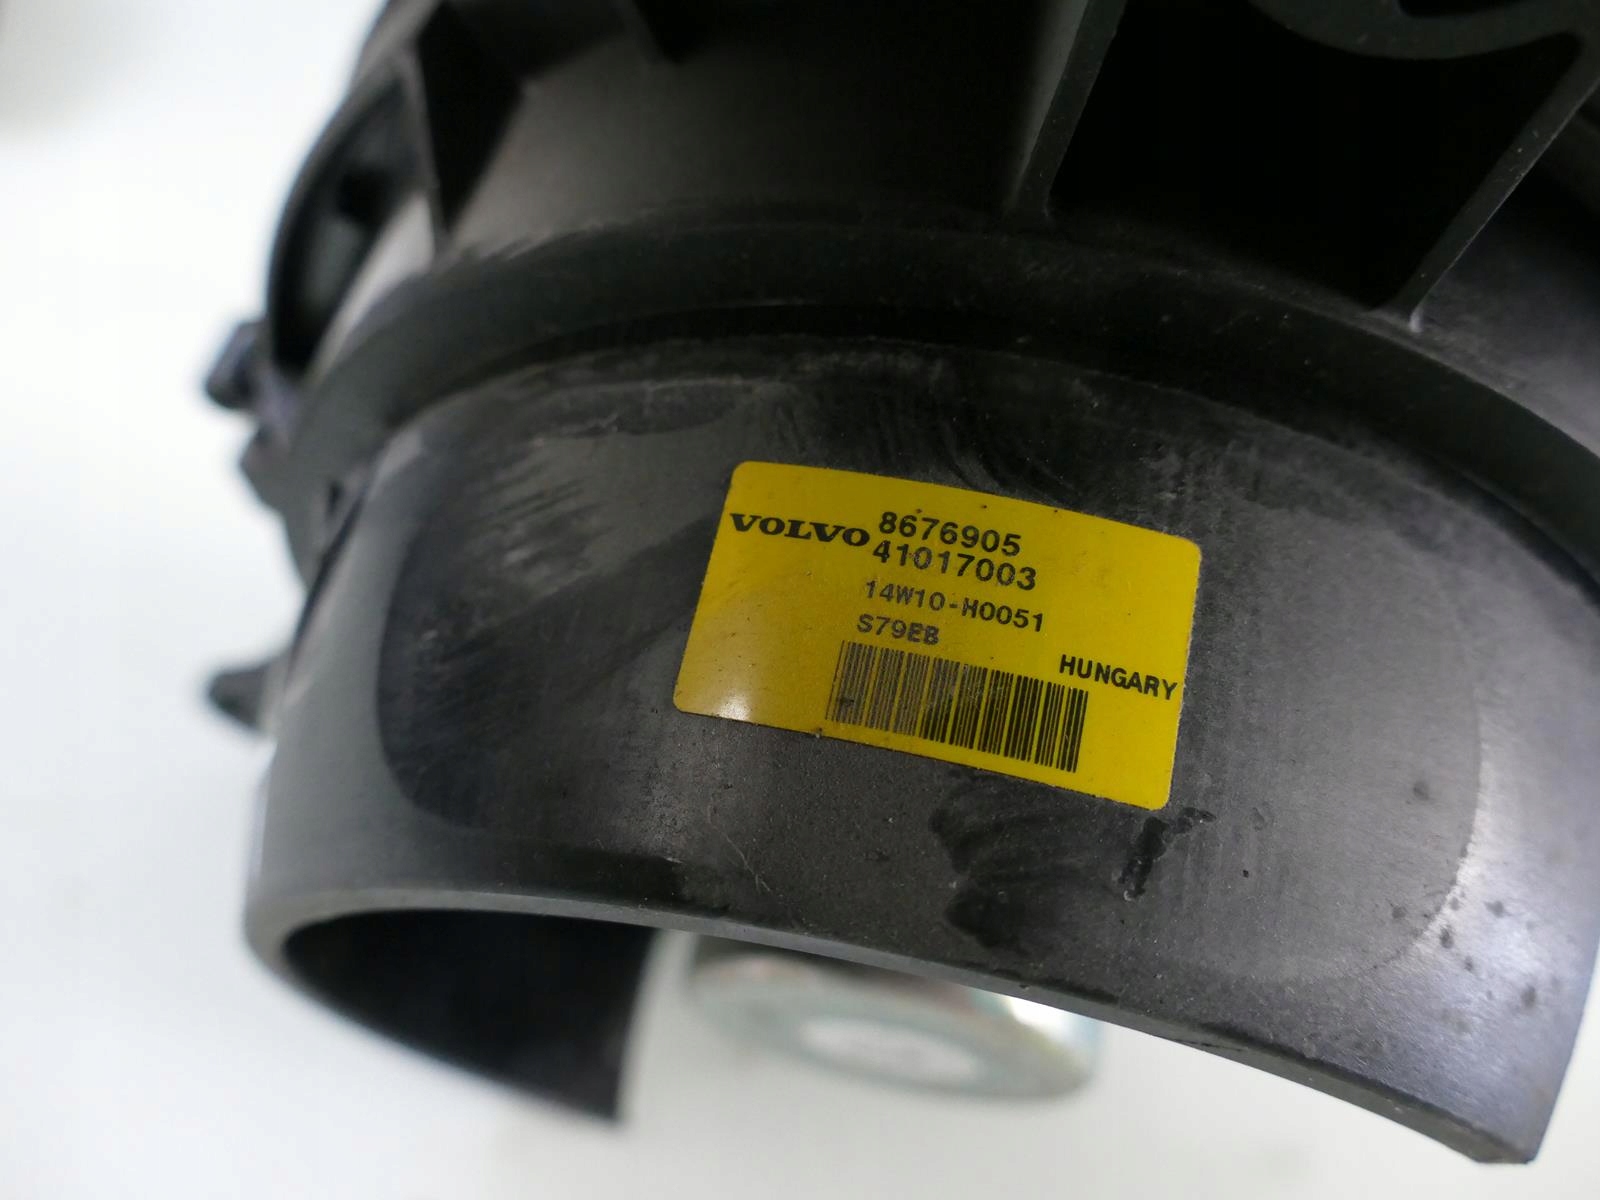 VOLVO 8676905
41017003
14W10-H0051
S79EB
HUNGARY